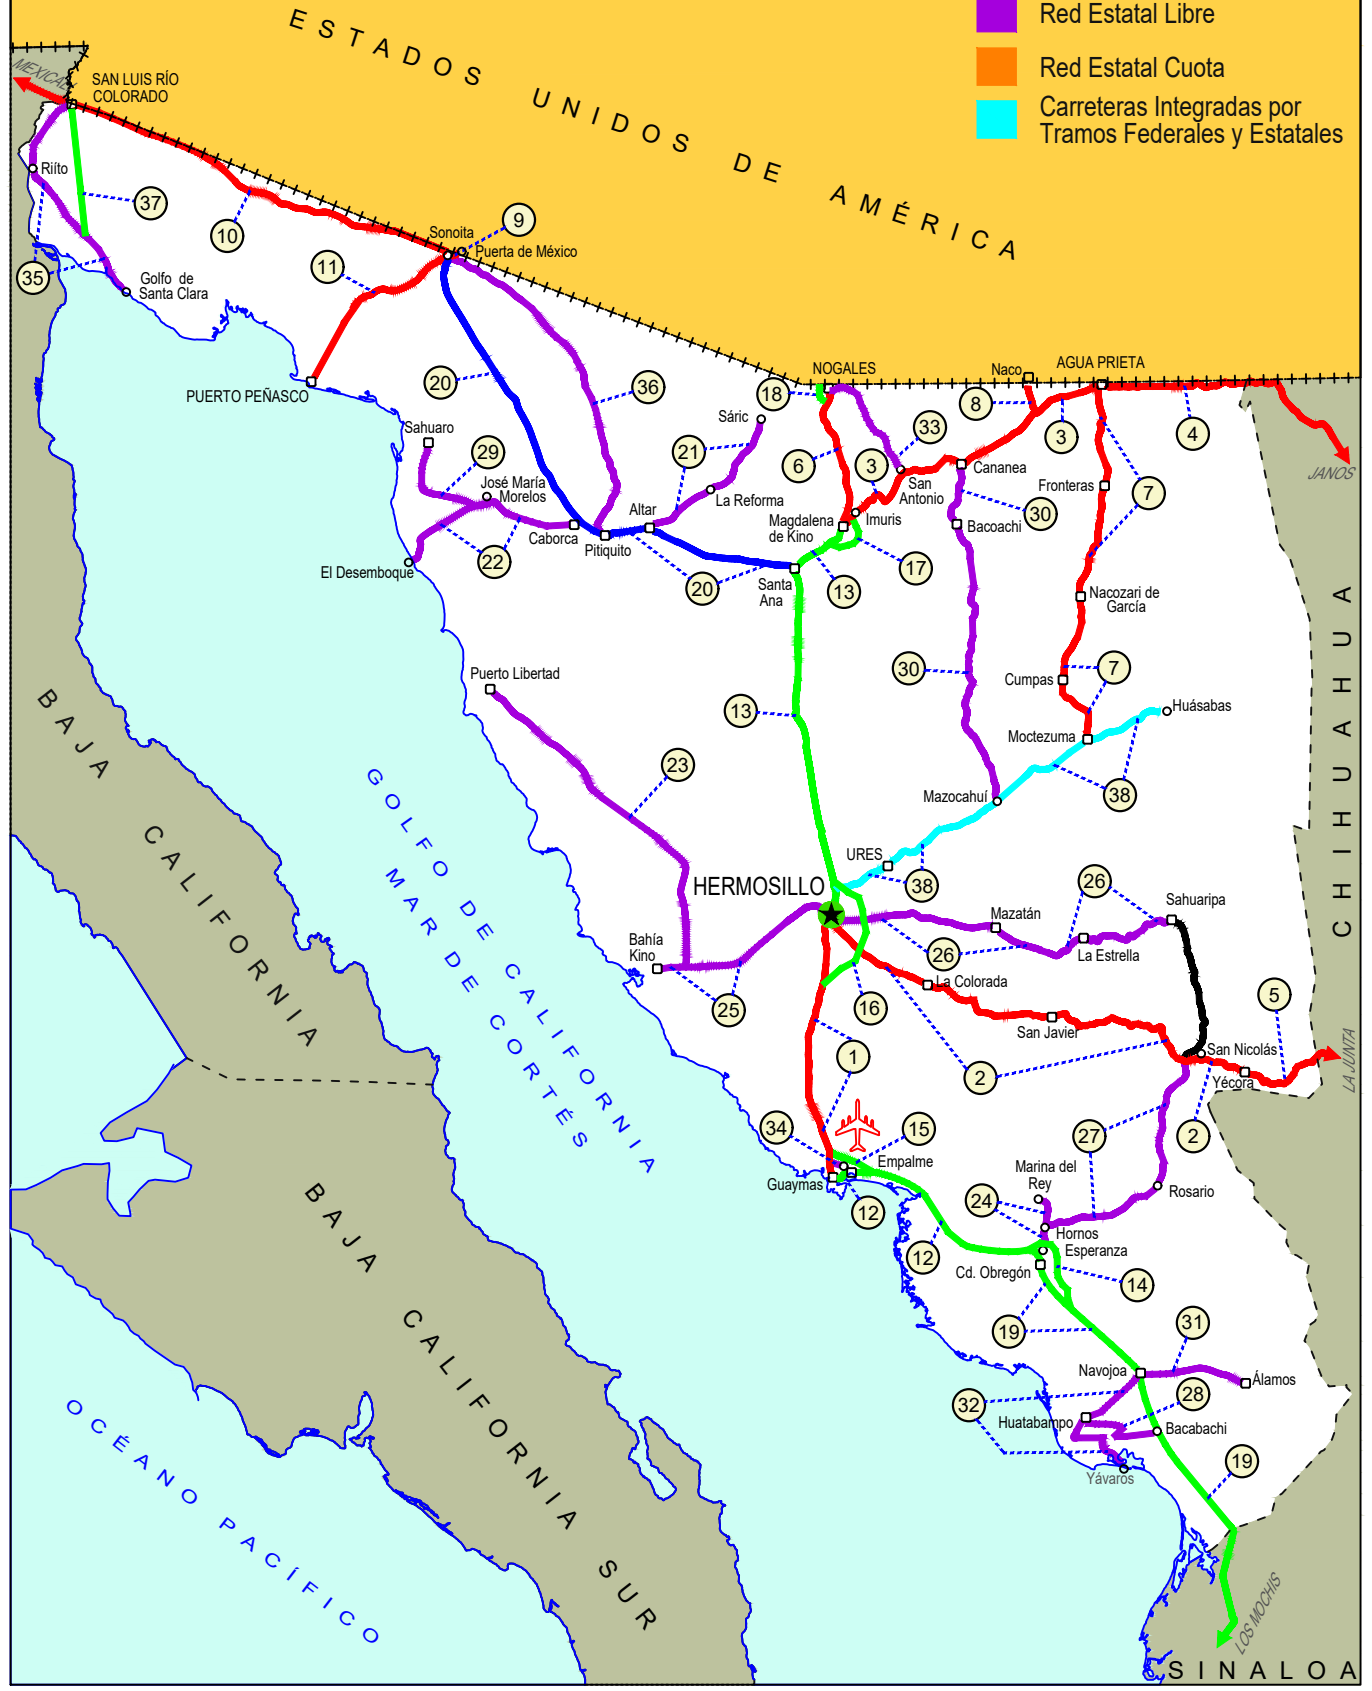 Red Estatal Libre
Red Estatal Cuota
Carreteras Integradas por
Tramos Federales y Estatales
ESTADOS UNIDOS DE AMÉRICA
MEXICALI
SAN LUIS RÍO
COLORADO
Riíto
37
10
35
Golfo de
Santa Clara
9
Sonoita
Puerta de México
11
PUERTO PEÑASCO
20
36
NOGALES
18
Naco
AGUA PRIETA
8
3
4
JANOS
Sahuaro
29
José María
Morelos
Sáric
21
La Reforma
6
3
33
San
Antonio
Cananea
30
Bacoachi
Fronteras
7
22
Caborca
Pitiquito
Altar
El Desemboque
20
Magdalena
de Kino
Imuris
17
13
Santa
Ana
Nacozari de
García
30
Cumpas
7
Puerto Libertad
13
Moctezuma
Huásabas
23
Mazocahuí
38
URES
38
HERMOSILLO
26
Mazatán
Sahuaripa
La Estrella
26
Bahía
Kino
25
La Colorada
16
San Javier
5
1
2
San Nicolás
Yécora
LA JUNTA
2
27
34
15
Empalme
Guaymas
12
Marina del
Rey
24
Rosario
Hornos
Esperanza
12
Cd. Obregón
14
19
31
Navojoa
Álamos
28
32
Huatabampo
Bacabachi
Yávaros
19
LOS MOCHIS
CHIHUAHUA
SINALOA
BAJA CALIFORNIA
GOLFO DE CALIFORNIA
MAR DE CORTÉS
BAJA CALIFORNIA SUR
OCÉANO PACÍFICO